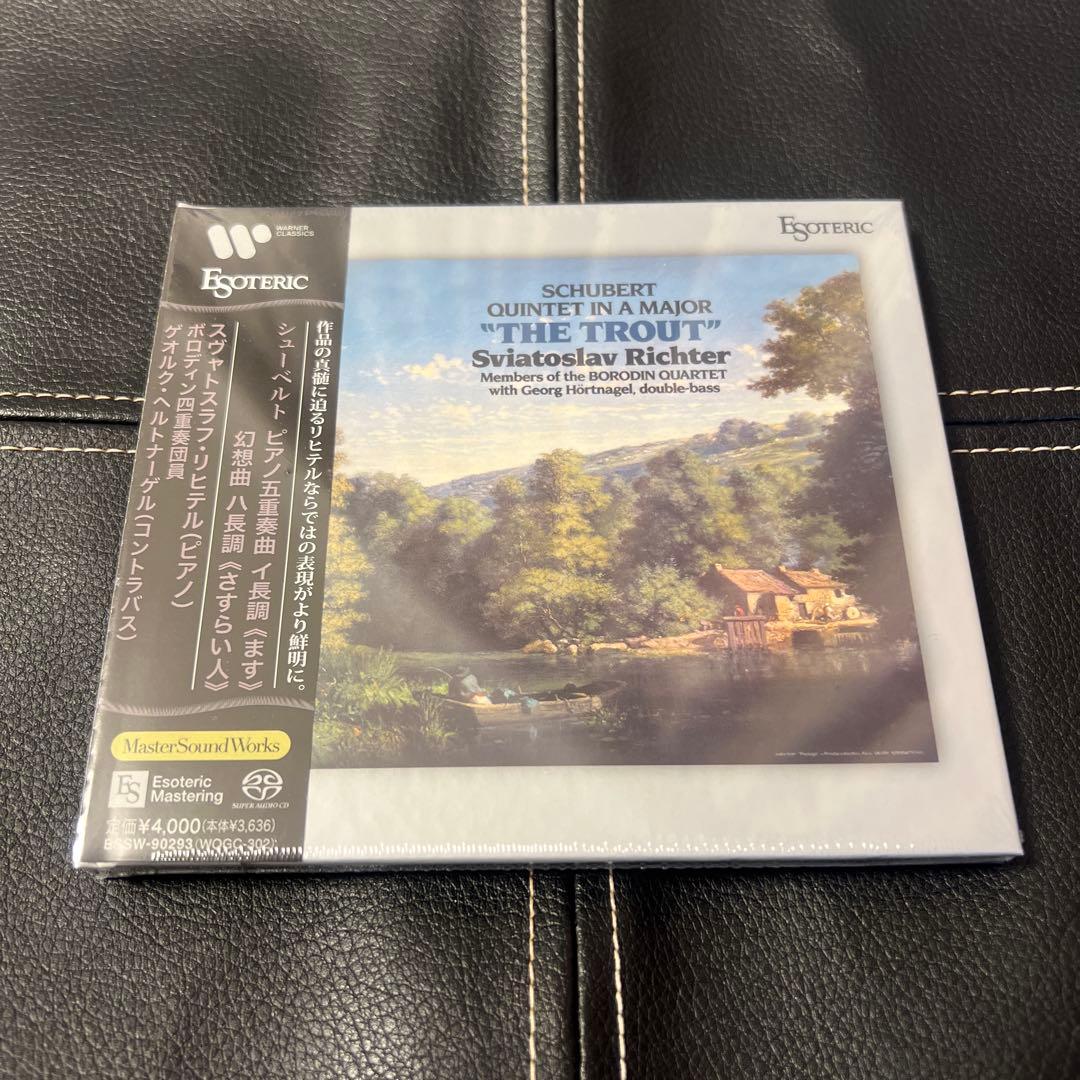 WARNER
CLASSICS
ESOTERIC
作品の真髄に迫るリヒテルならではの表現がより鮮明に。
シューベルト ピアノ五重奏曲 イ長調《ます》
幻想曲 ハ長調《さすらい人》
スヴャトスラフ・リヒテル(ピアノ)
ボロディン四重奏団員
ゲオルク・ヘルトナーゲル(コントラバス)
MasterSoundWorks
ES
Esoteric
Mastering
SUPER AUDIO CD
定価¥4,000(本体¥3,636)
ESSW-90293(WQGC-302)
ESOTERIC
SCHUBERT
QUINTET IN A MAJOR
"THE TROUT"
Sviatoslav Richter
Members of the BORODIN QUARTET
with Georg Hörtnagel, double-bass